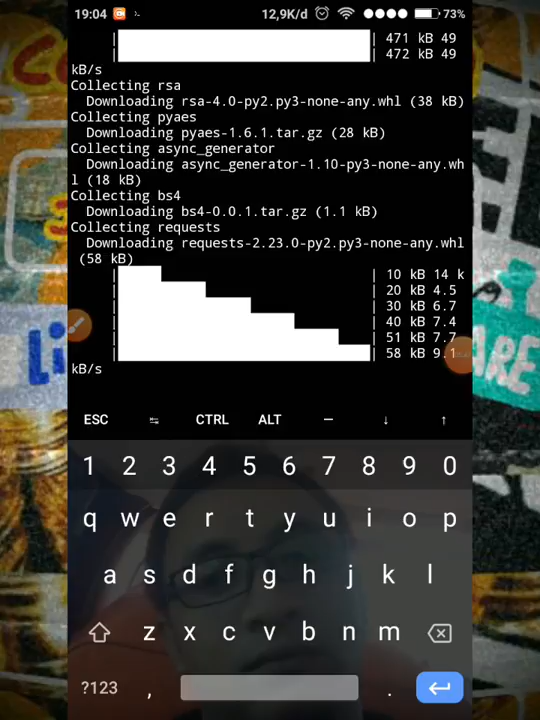 19:04 12,9K/d 73%
471 kB 49
472 kB 49
kB/s
Collecting rsa
Downloading rsa-4.0-py2.py3-none-any.whl (38 kB)
Collecting pyaes
Downloading pyaes-1.6.1.tar.gz (28 kB)
Collecting async_generator
Downloading async_generator-1.10-py3-none-any.wh
l (18 kB)
Collecting bs4
Downloading bs4-0.0.1.tar.gz (1.1 kB)
Collecting requests
Downloading requests-2.23.0-py2.py3-none-any.whl
(58 kB)
10 kB 14 k
20 kB 4.5
30 kB 6.7
40 kB 7.4
51 kB 7.7
58 kB 9.1
kB/s
ESC CTRL ALT — ↓ ↑
1 2 3 4 5 6 7 8 9 0
q w e r t y u i o p
a s d f g h j k l
z x c v b n m
?123 , .